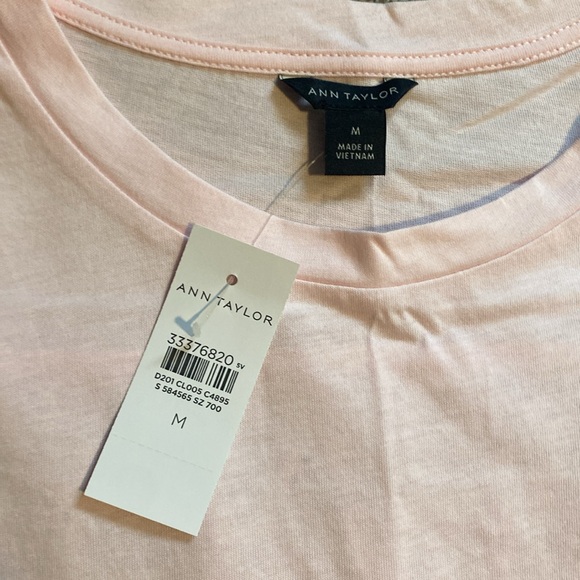 ANN TAYLOR
M
MADE IN
VIETNAM
ANN TAYLOR
33376820 SV
D201 CL005 C4895
S 584565 SZ 700
M